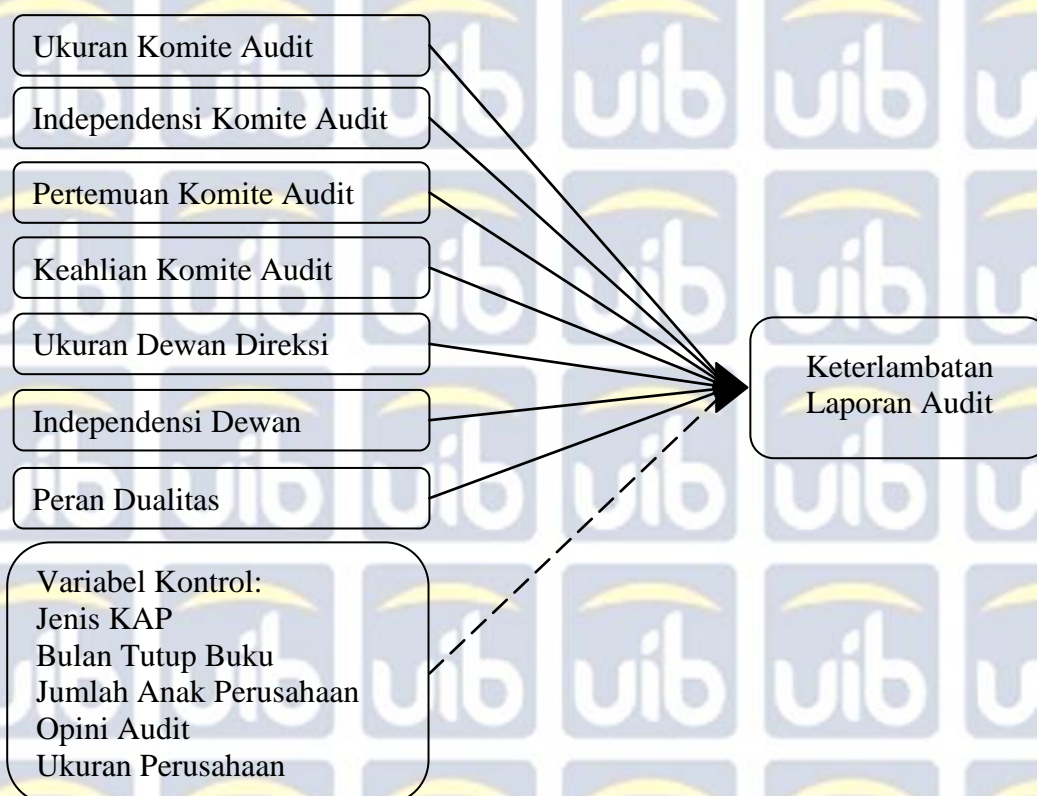 Ukuran Komite Audit
Independensi Komite Audit
Pertemuan Komite Audit
Keahlian Komite Audit
Ukuran Dewan Direksi
Independensi Dewan
Peran Dualitas
Variabel Kontrol:
Jenis KAP
Bulan Tutup Buku
Jumlah Anak Perusahaan
Opini Audit
Ukuran Perusahaan
Keterlambatan
Laporan Audit
uib